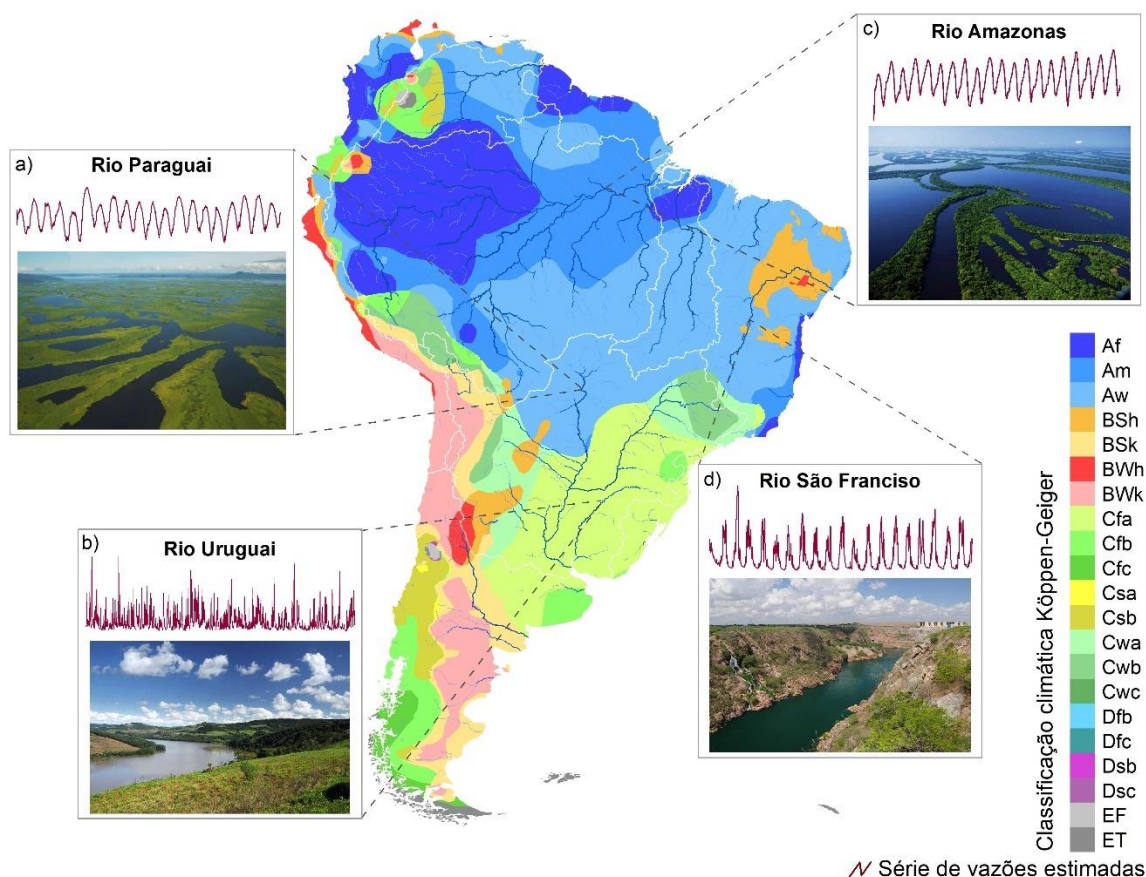 a)
Rio Paraguai
b)
Rio Uruguai
c)
Rio Amazonas
d)
Rio São Franciso
Classificação climática Köppen-Geiger
Af
Am
Aw
BSh
BSk
BWh
BWk
Cfa
Cfb
Cfc
Csa
Csb
Cwa
Cwb
Cwc
Dfb
Dfc
Dsb
Dsc
EF
ET
Série de vazões estimadas